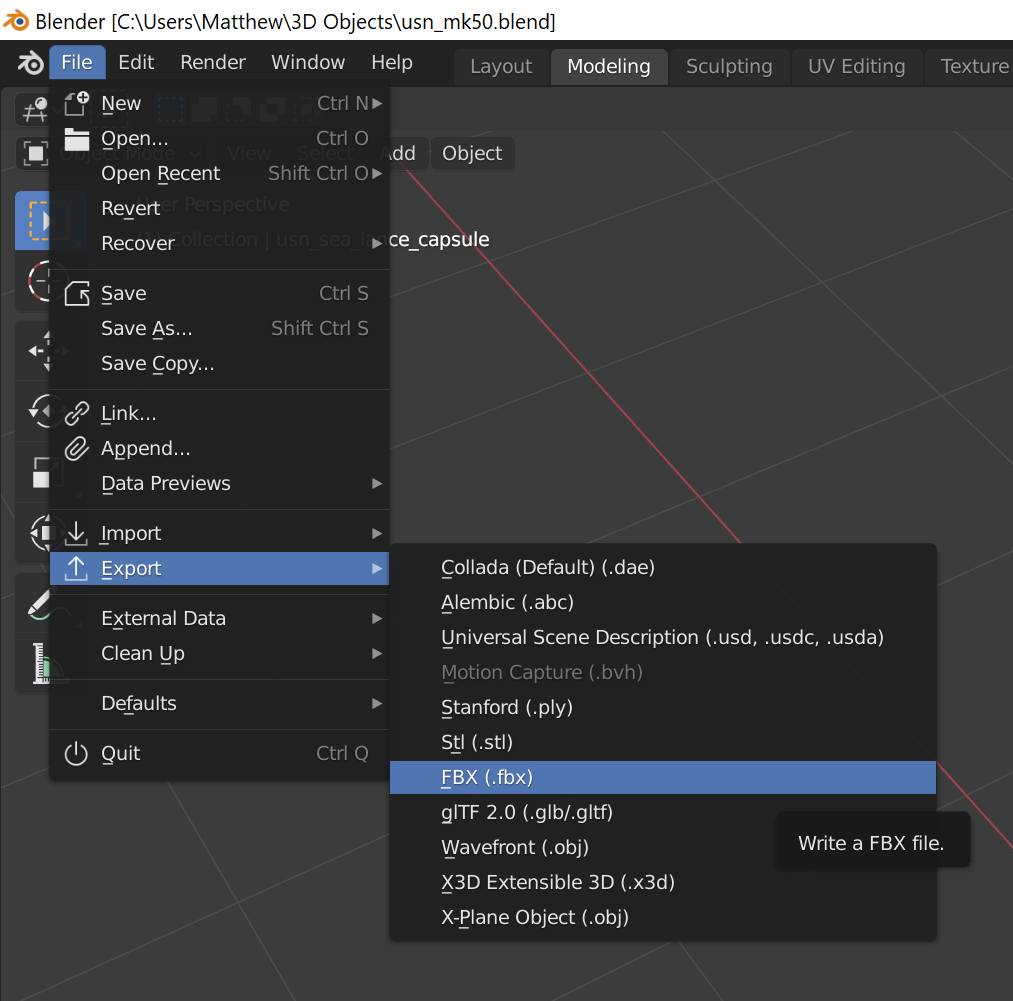 Blender [C:\Users\Matthew\3D Objects\usn_mk50.blend]
File Edit Render Window Help Layout Modeling Sculpting UV Editing Texture
Object Mode View Select Add Object
User Perspective
(1) Collection | usn_sea_lance_capsule
New Ctrl N
Open... Ctrl O
Open Recent Shift Ctrl O
Revert
Recover
Save Ctrl S
Save As... Shift Ctrl S
Save Copy...
Link...
Append...
Data Previews
Import
Export
External Data
Clean Up
Defaults
Quit Ctrl Q
Collada (Default) (.dae)
Alembic (.abc)
Universal Scene Description (.usd, .usdc, .usda)
Motion Capture (.bvh)
Stanford (.ply)
Stl (.stl)
FBX (.fbx)
glTF 2.0 (.glb/.gltf)
Wavefront (.obj)
X3D Extensible 3D (.x3d)
X-Plane Object (.obj)
Write a FBX file.